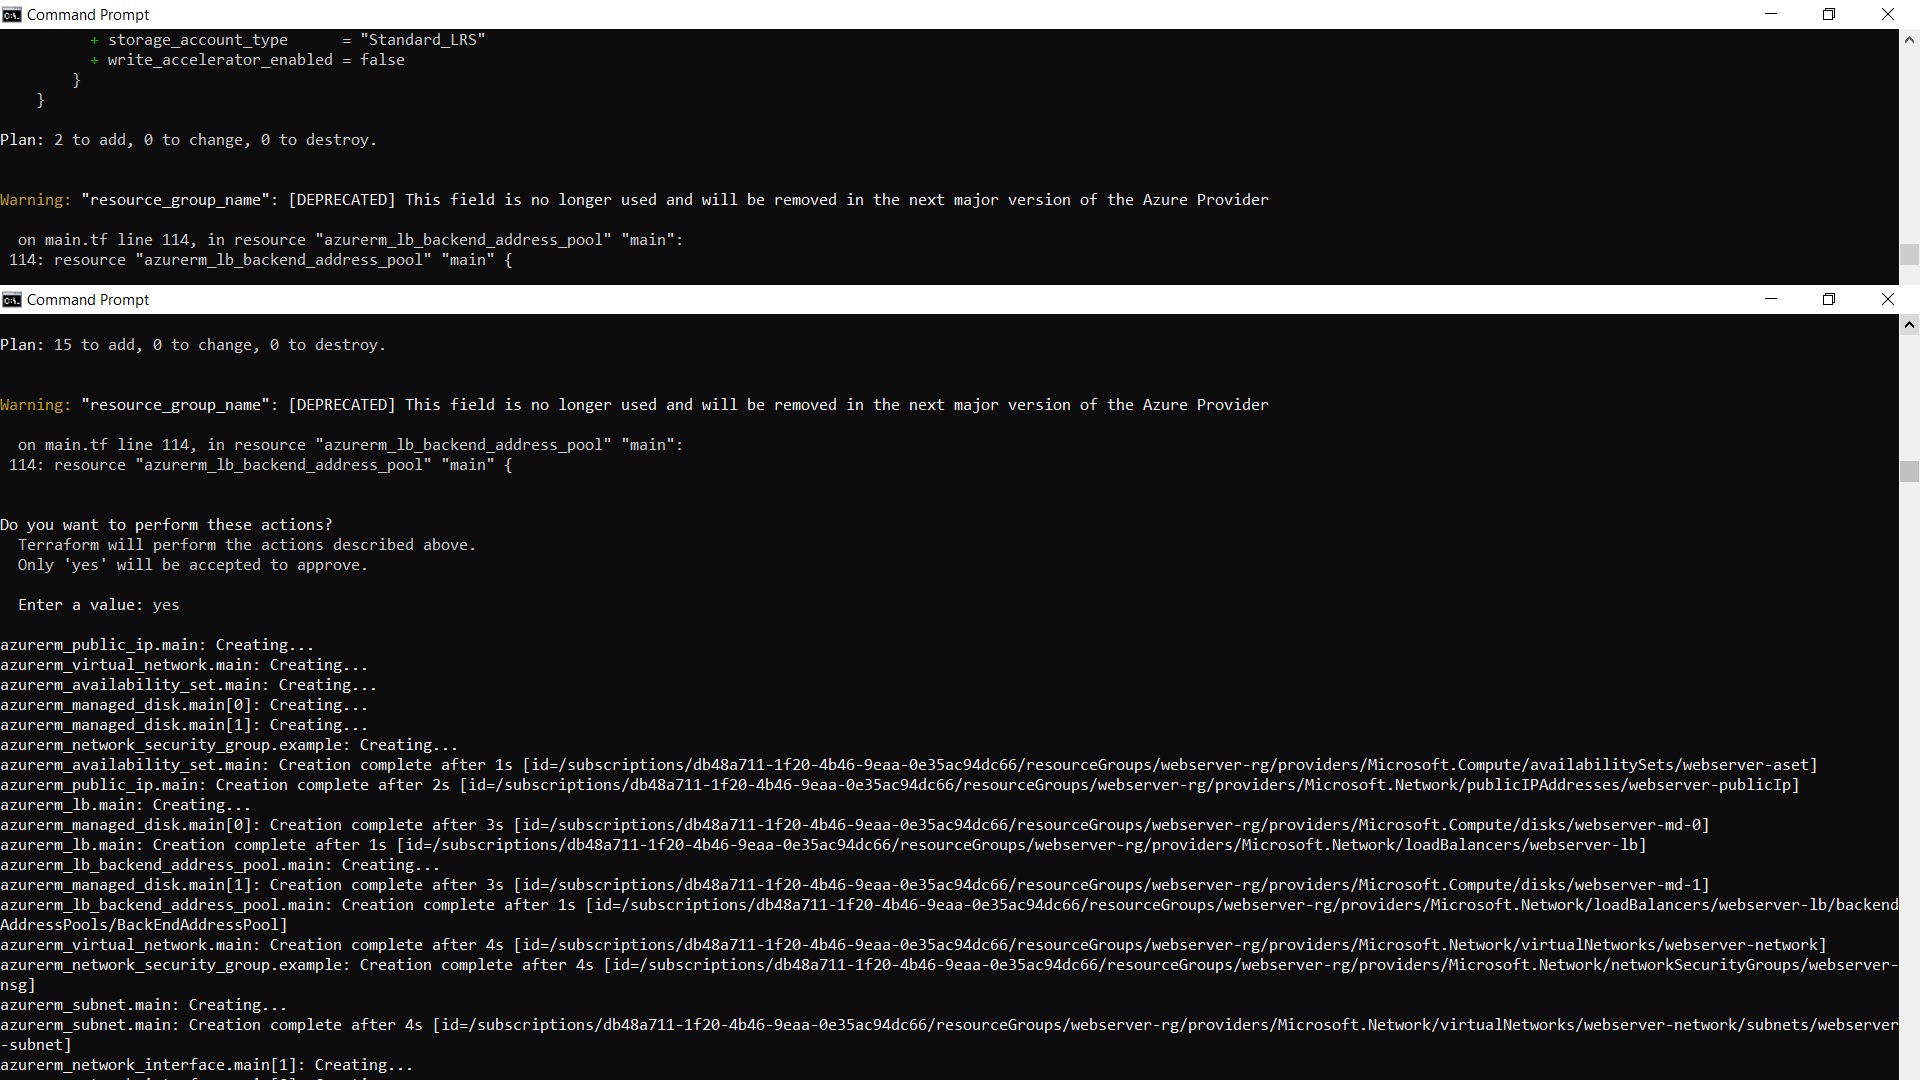 Command Prompt
+ storage_account_type      = "Standard_LRS"
+ write_accelerator_enabled = false
}
}
Plan: 2 to add, 0 to change, 0 to destroy.
Warning: "resource_group_name": [DEPRECATED] This field is no longer used and will be removed in the next major version of the Azure Provider
on main.tf line 114, in resource "azurerm_lb_backend_address_pool" "main":
114: resource "azurerm_lb_backend_address_pool" "main" {
Command Prompt
Plan: 15 to add, 0 to change, 0 to destroy.
Warning: "resource_group_name": [DEPRECATED] This field is no longer used and will be removed in the next major version of the Azure Provider
on main.tf line 114, in resource "azurerm_lb_backend_address_pool" "main":
114: resource "azurerm_lb_backend_address_pool" "main" {
Do you want to perform these actions?
Terraform will perform the actions described above.
Only 'yes' will be accepted to approve.
Enter a value: yes
azurerm_public_ip.main: Creating...
azurerm_virtual_network.main: Creating...
azurerm_availability_set.main: Creating...
azurerm_managed_disk.main[0]: Creating...
azurerm_managed_disk.main[1]: Creating...
azurerm_network_security_group.example: Creating...
azurerm_availability_set.main: Creation complete after 1s [id=/subscriptions/db48a711-1f20-4b46-9eaa-0e35ac94dc66/resourceGroups/webserver-rg/providers/Microsoft.Compute/availabilitySets/webserver-aset]
azurerm_public_ip.main: Creation complete after 2s [id=/subscriptions/db48a711-1f20-4b46-9eaa-0e35ac94dc66/resourceGroups/webserver-rg/providers/Microsoft.Network/publicIPAddresses/webserver-publicIp]
azurerm_lb.main: Creating...
azurerm_managed_disk.main[0]: Creation complete after 3s [id=/subscriptions/db48a711-1f20-4b46-9eaa-0e35ac94dc66/resourceGroups/webserver-rg/providers/Microsoft.Compute/disks/webserver-md-0]
azurerm_lb.main: Creation complete after 1s [id=/subscriptions/db48a711-1f20-4b46-9eaa-0e35ac94dc66/resourceGroups/webserver-rg/providers/Microsoft.Network/loadBalancers/webserver-lb]
azurerm_lb_backend_address_pool.main: Creating...
azurerm_managed_disk.main[1]: Creation complete after 3s [id=/subscriptions/db48a711-1f20-4b46-9eaa-0e35ac94dc66/resourceGroups/webserver-rg/providers/Microsoft.Compute/disks/webserver-md-1]
azurerm_lb_backend_address_pool.main: Creation complete after 1s [id=/subscriptions/db48a711-1f20-4b46-9eaa-0e35ac94dc66/resourceGroups/webserver-rg/providers/Microsoft.Network/loadBalancers/webserver-lb/backend
AddressPools/BackEndAddressPool]
azurerm_virtual_network.main: Creation complete after 4s [id=/subscriptions/db48a711-1f20-4b46-9eaa-0e35ac94dc66/resourceGroups/webserver-rg/providers/Microsoft.Network/virtualNetworks/webserver-network]
azurerm_network_security_group.example: Creation complete after 4s [id=/subscriptions/db48a711-1f20-4b46-9eaa-0e35ac94dc66/resourceGroups/webserver-rg/providers/Microsoft.Network/networkSecurityGroups/webserver-
nsg]
azurerm_subnet.main: Creating...
azurerm_subnet.main: Creation complete after 4s [id=/subscriptions/db48a711-1f20-4b46-9eaa-0e35ac94dc66/resourceGroups/webserver-rg/providers/Microsoft.Network/virtualNetworks/webserver-network/subnets/webserver
-subnet]
azurerm_network_interface.main[1]: Creating...